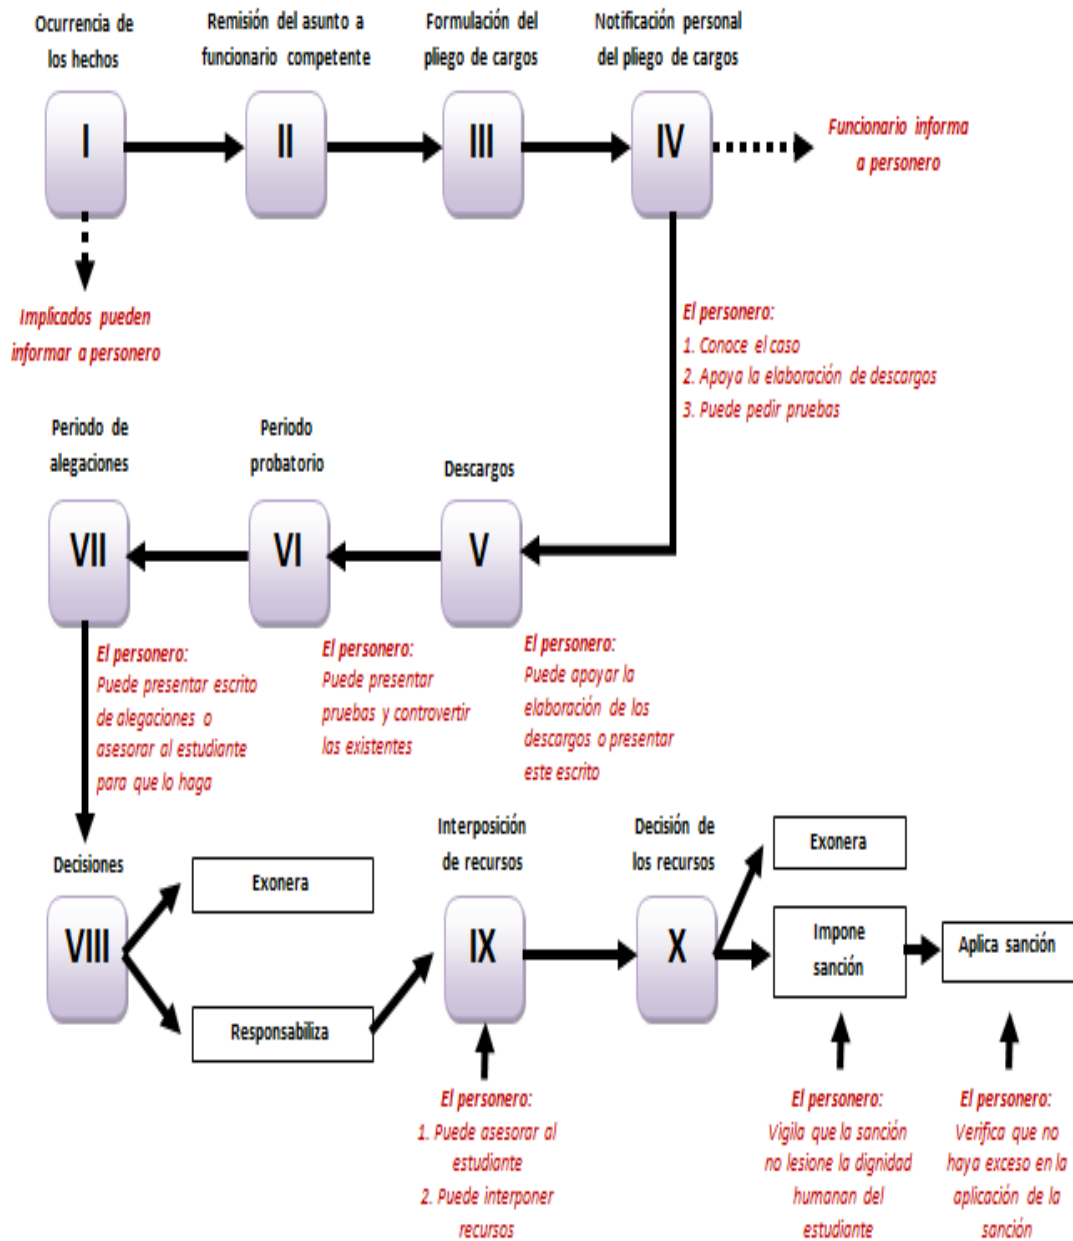 Ocurrencia de
los hechos
Remisión del asunto a
funcionario competente
Formulación del
pliego de cargos
Notificación personal
del pliego de cargos
I
II
III
IV
Funcionario informa
a personero
Implicados pueden
informar a personero
El personero:
1. Conoce el caso
2. Apoya la elaboración de descargos
3. Puede pedir pruebas
Periodo de
alegaciones
Periodo
probatorio
Descargos
VII
VI
V
El personero:
Puede presentar escrito
de alegaciones o
asesorar al estudiante
para que lo haga
El personero:
Puede presentar
pruebas y controvertir
las existentes
El personero:
Puede apoyar la
elaboración de los
descargos o presentar
este escrito
Decisiones
VIII
Exonera
Responsabiliza
Interposición
de recursos
IX
Decisión de
los recursos
X
Exonera
Impone
sanción
Aplica sanción
El personero:
1. Puede asesorar al
estudiante
2. Puede interponer
recursos
El personero:
Vigila que la sanción
no lesione la dignidad
humanan del
estudiante
El personero:
Verifica que no
haya exceso en la
aplicación de la
sanción